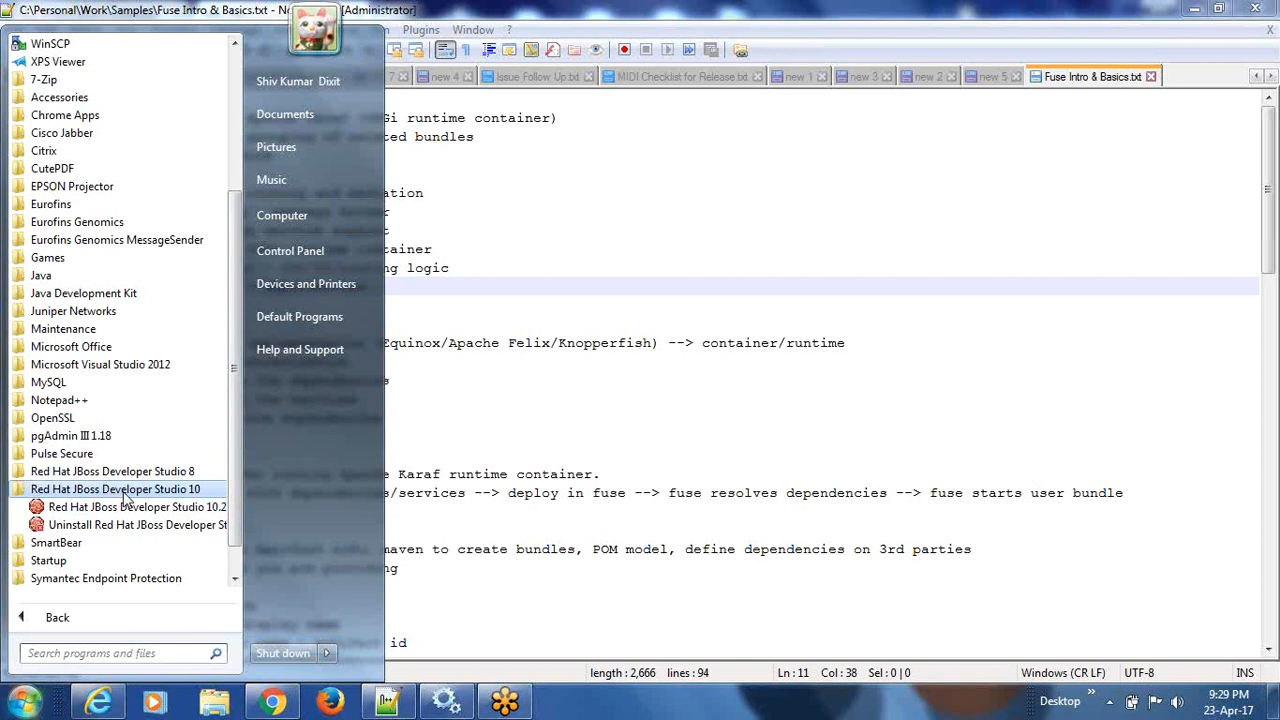 C:\Personal\Work\Samples\Fuse Intro & Basics.txt - No
[Administrator]
Plugins Window ? X
7 new 4 Issue Follow Up.txt MIDI Checklist for Release.txt new 1 new 3 new 2 new 5 Fuse Intro & Basics.txt
WinSCP
XPS Viewer
7-Zip
Accessories
Chrome Apps
Cisco Jabber
Citrix
CutePDF
EPSON Projector
Eurofins
Eurofins Genomics
Eurofins Genomics MessageSender
Games
Java
Java Development Kit
Juniper Networks
Maintenance
Microsoft Office
Microsoft Visual Studio 2012
MySQL
Notepad++
OpenSSL
pgAdmin III 1.18
Pulse Secure
Red Hat JBoss Developer Studio 8
Red Hat JBoss Developer Studio 10
Red Hat JBoss Developer Studio 10.2
Uninstall Red Hat JBoss Developer St
SmartBear
Startup
Symantec Endpoint Protection
Back
Search programs and files
Shiv Kumar Dixit
Documents
Pictures
Music
Computer
Control Panel
Devices and Printers
Default Programs
Help and Support
Shut down
Gi runtime container)
ted bundles
ation
t
ntainer
ng logic
Equinox/Apache Felix/Knopperfish) --> container/runtime
s
r running Apache Karaf runtime container.
dependencies/services --> deploy in fuse --> fuse resolves dependencies --> fuse starts user bundle
maven to create bundles, POM model, define dependencies on 3rd parties
id
length : 2,666 lines : 94 Ln : 11 Col : 38 Sel : 0 | 0 Windows (CR LF) UTF-8 INS
Desktop
9:29 PM
23-Apr-17